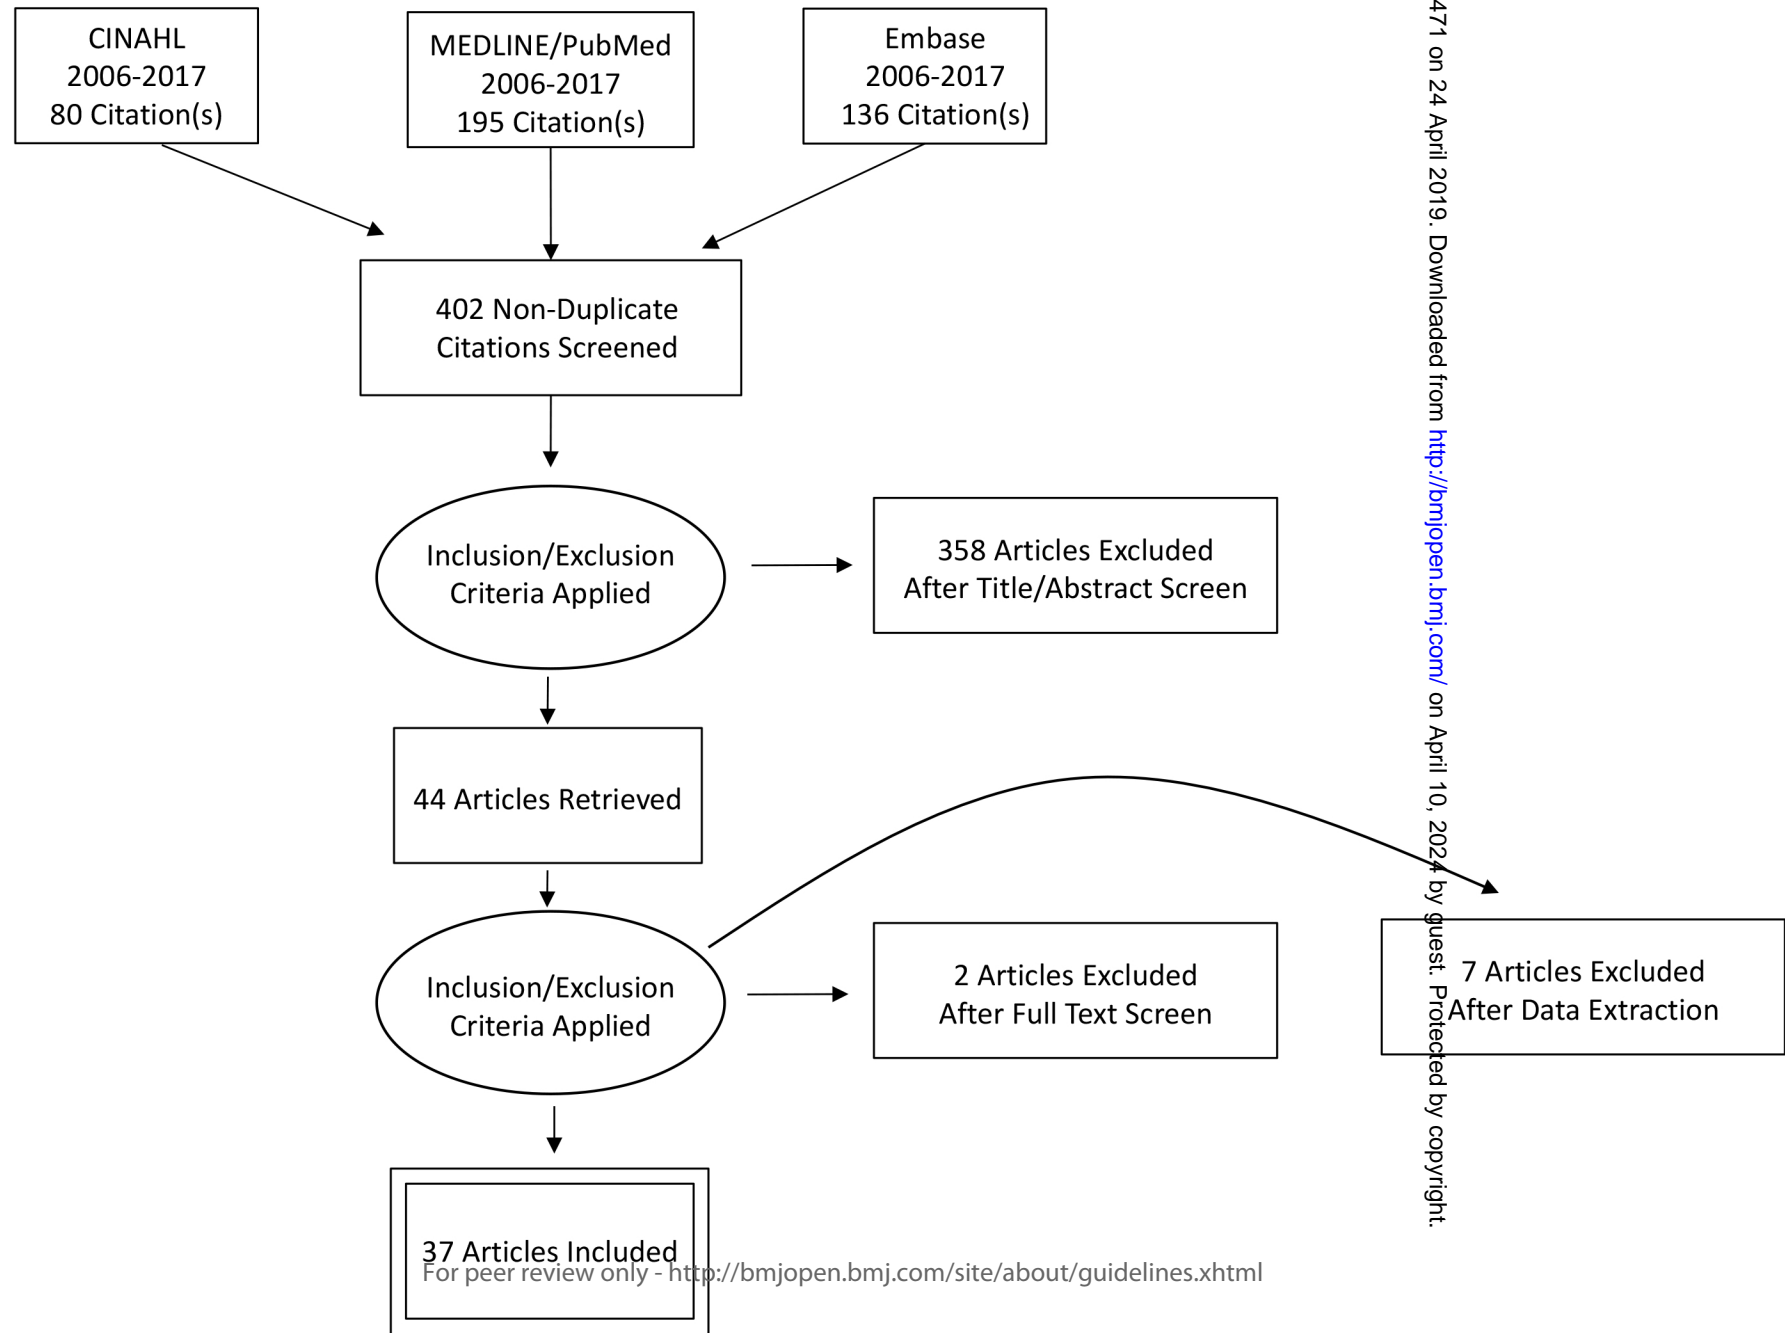 CINAHL
2006-2017
80 Citation(s)
MEDLINE/PubMed
2006-2017
195 Citation(s)
Embase
2006-2017
136 Citation(s)
402 Non-Duplicate
Citations Screened
Inclusion/Exclusion
Criteria Applied
358 Articles Excluded
After Title/Abstract Screen
44 Articles Retrieved
Inclusion/Exclusion
Criteria Applied
2 Articles Excluded
After Full Text Screen
7 Articles Excluded
After Data Extraction
37 Articles Included
For peer review only - http://bmjopen.bmj.com/site/about/guidelines.xhtml
471 on 24 April 2019. Downloaded from http://bmjopen.bmj.com/ on April 10, 2024 by guest. Protected by copyright.